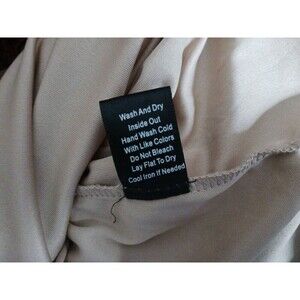 Wash And Dry
Inside Out
Hand Wash Cold
With Like Colors
Do Not Bleach
Lay Flat To Dry
Cool Iron If Needed